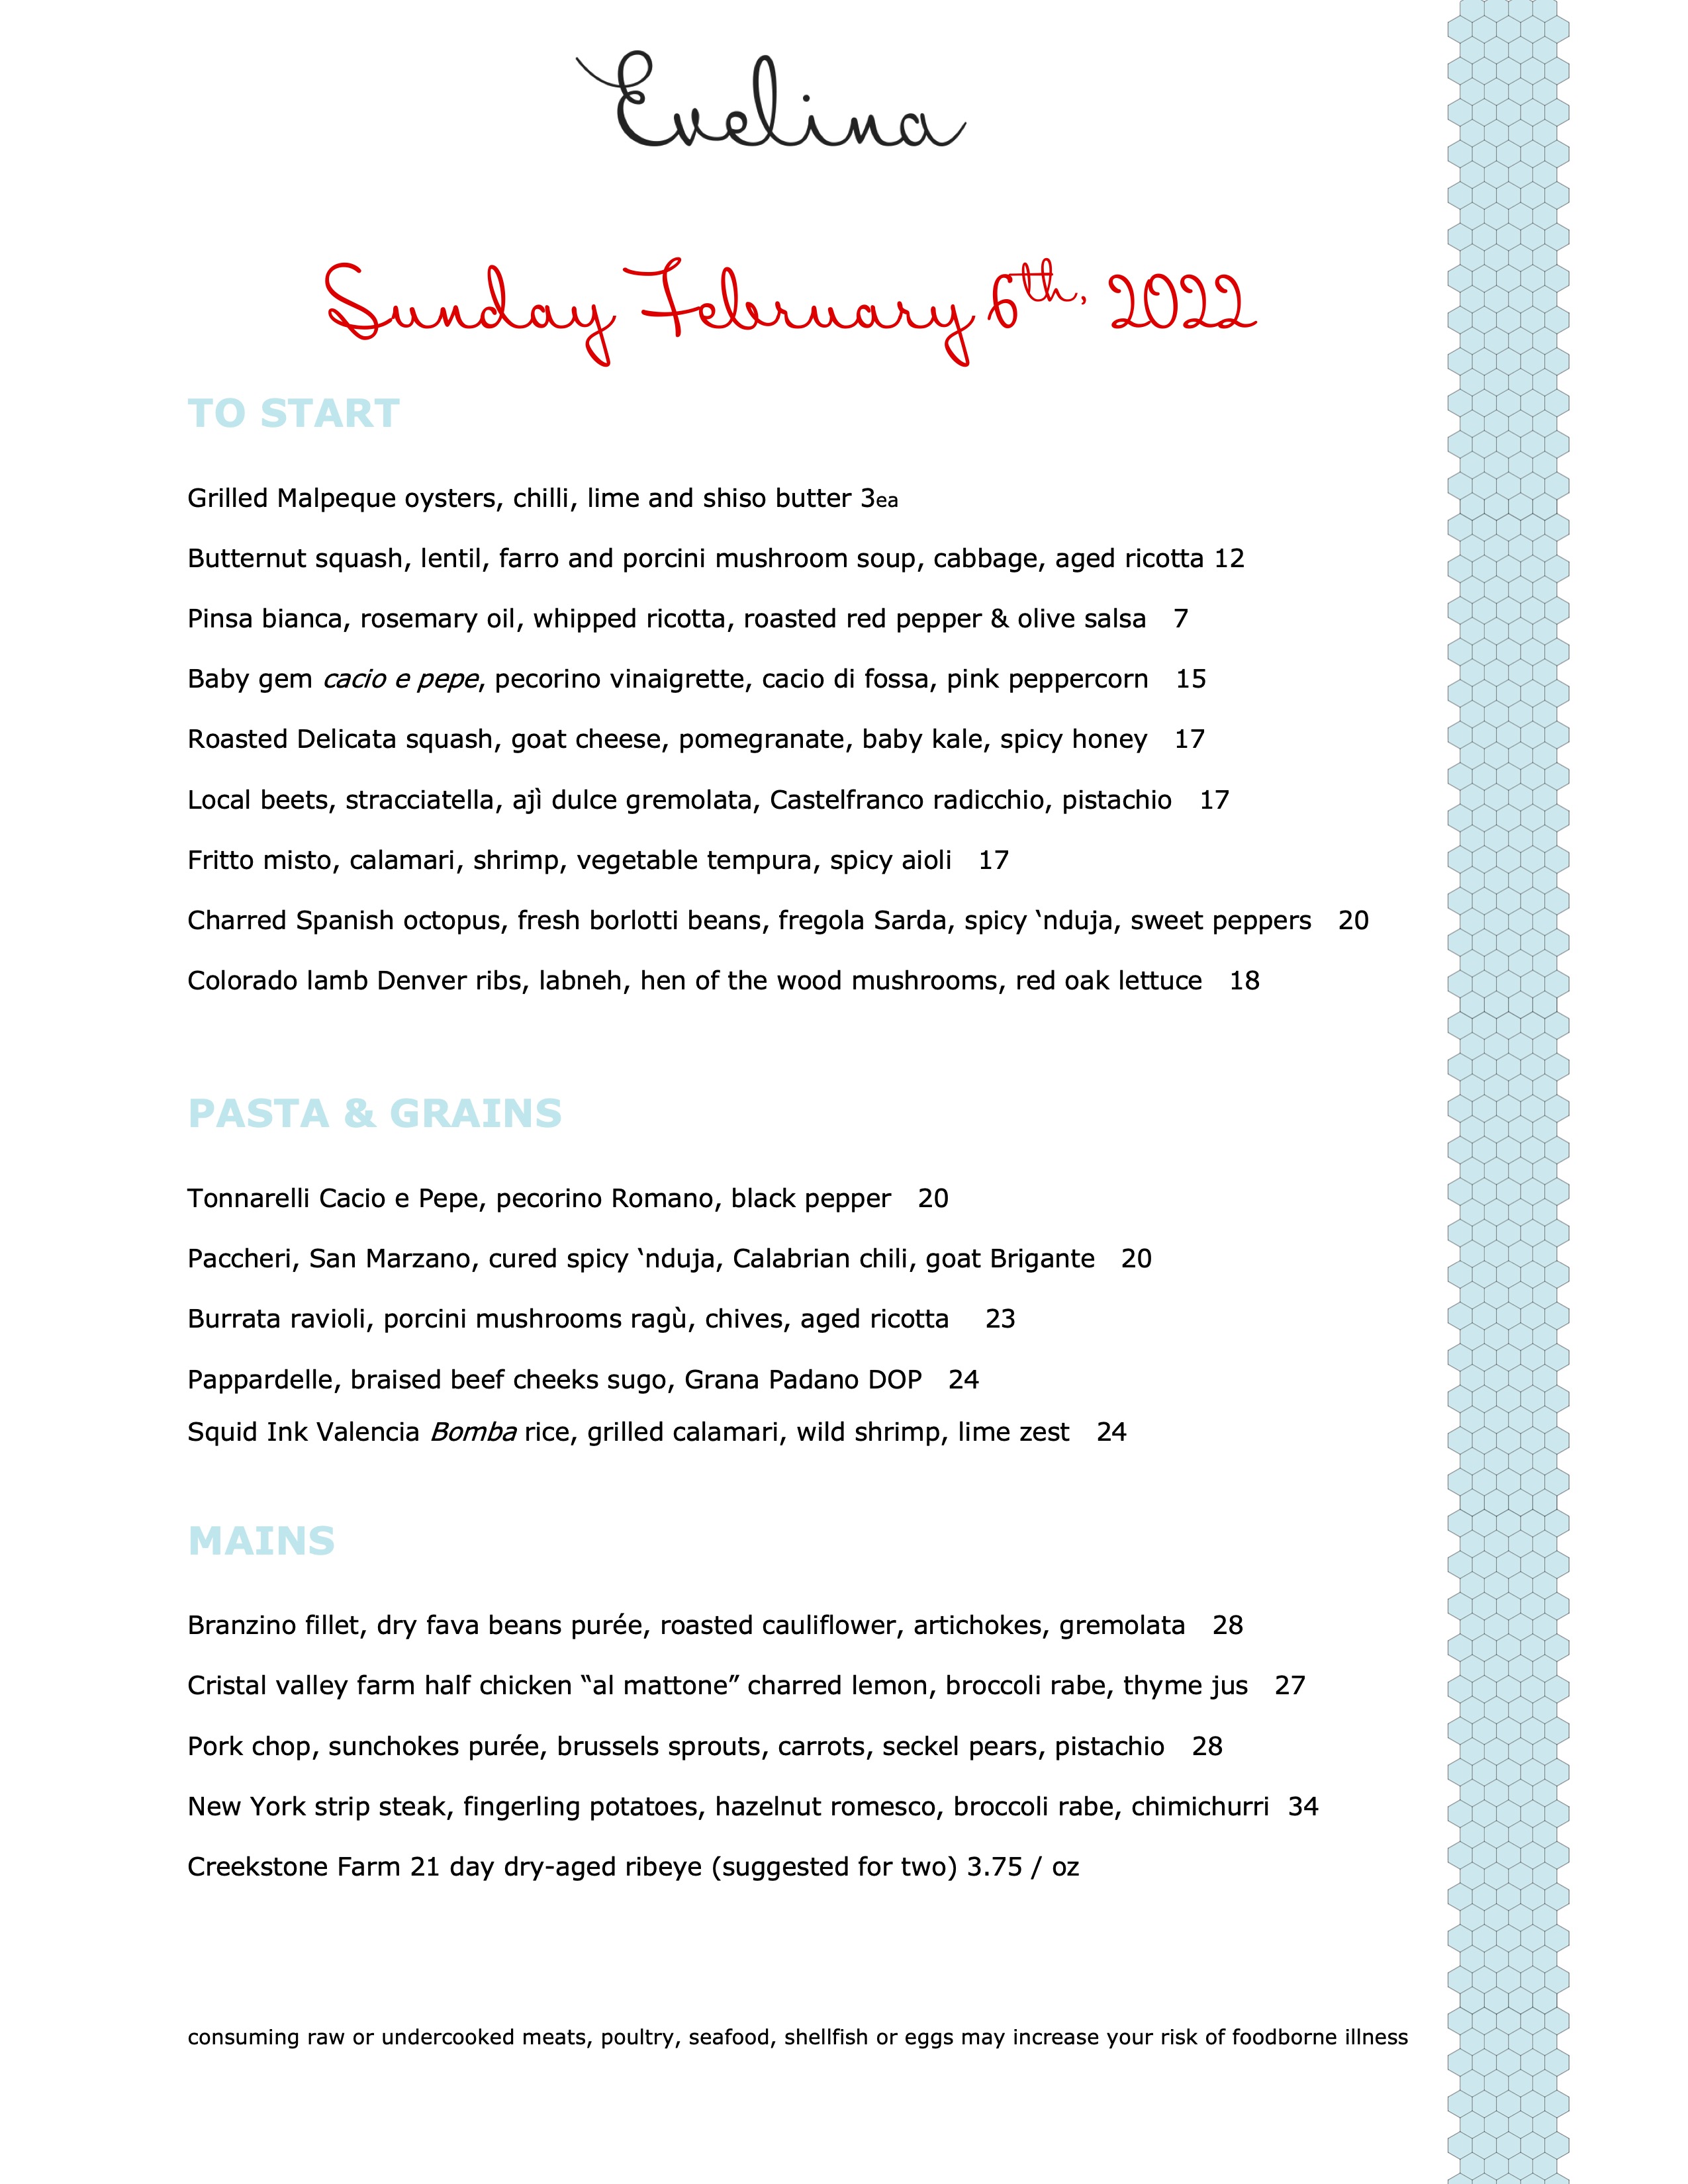 Evelina
Sunday February 6th, 2022
TO START
Grilled Malpeque oysters, chilli, lime and shiso butter 3ea
Butternut squash, lentil, farro and porcini mushroom soup, cabbage, aged ricotta 12
Pinsa bianca, rosemary oil, whipped ricotta, roasted red pepper & olive salsa 7
Baby gem cacio e pepe, pecorino vinaigrette, cacio di fossa, pink peppercorn 15
Roasted Delicata squash, goat cheese, pomegranate, baby kale, spicy honey 17
Local beets, stracciatella, ajì dulce gremolata, Castelfranco radicchio, pistachio 17
Fritto misto, calamari, shrimp, vegetable tempura, spicy aioli 17
Charred Spanish octopus, fresh borlotti beans, fregola Sarda, spicy ‘nduja, sweet peppers 20
Colorado lamb Denver ribs, labneh, hen of the wood mushrooms, red oak lettuce 18
PASTA & GRAINS
Tonnarelli Cacio e Pepe, pecorino Romano, black pepper 20
Paccheri, San Marzano, cured spicy ‘nduja, Calabrian chili, goat Brigante 20
Burrata ravioli, porcini mushrooms ragù, chives, aged ricotta 23
Pappardelle, braised beef cheeks sugo, Grana Padano DOP 24
Squid Ink Valencia Bomba rice, grilled calamari, wild shrimp, lime zest 24
MAINS
Branzino fillet, dry fava beans purée, roasted cauliflower, artichokes, gremolata 28
Cristal valley farm half chicken “al mattone” charred lemon, broccoli rabe, thyme jus 27
Pork chop, sunchokes purée, brussels sprouts, carrots, seckel pears, pistachio 28
New York strip steak, fingerling potatoes, hazelnut romesco, broccoli rabe, chimichurri 34
Creekstone Farm 21 day dry-aged ribeye (suggested for two) 3.75 / oz
consuming raw or undercooked meats, poultry, seafood, shellfish or eggs may increase your risk of foodborne illness